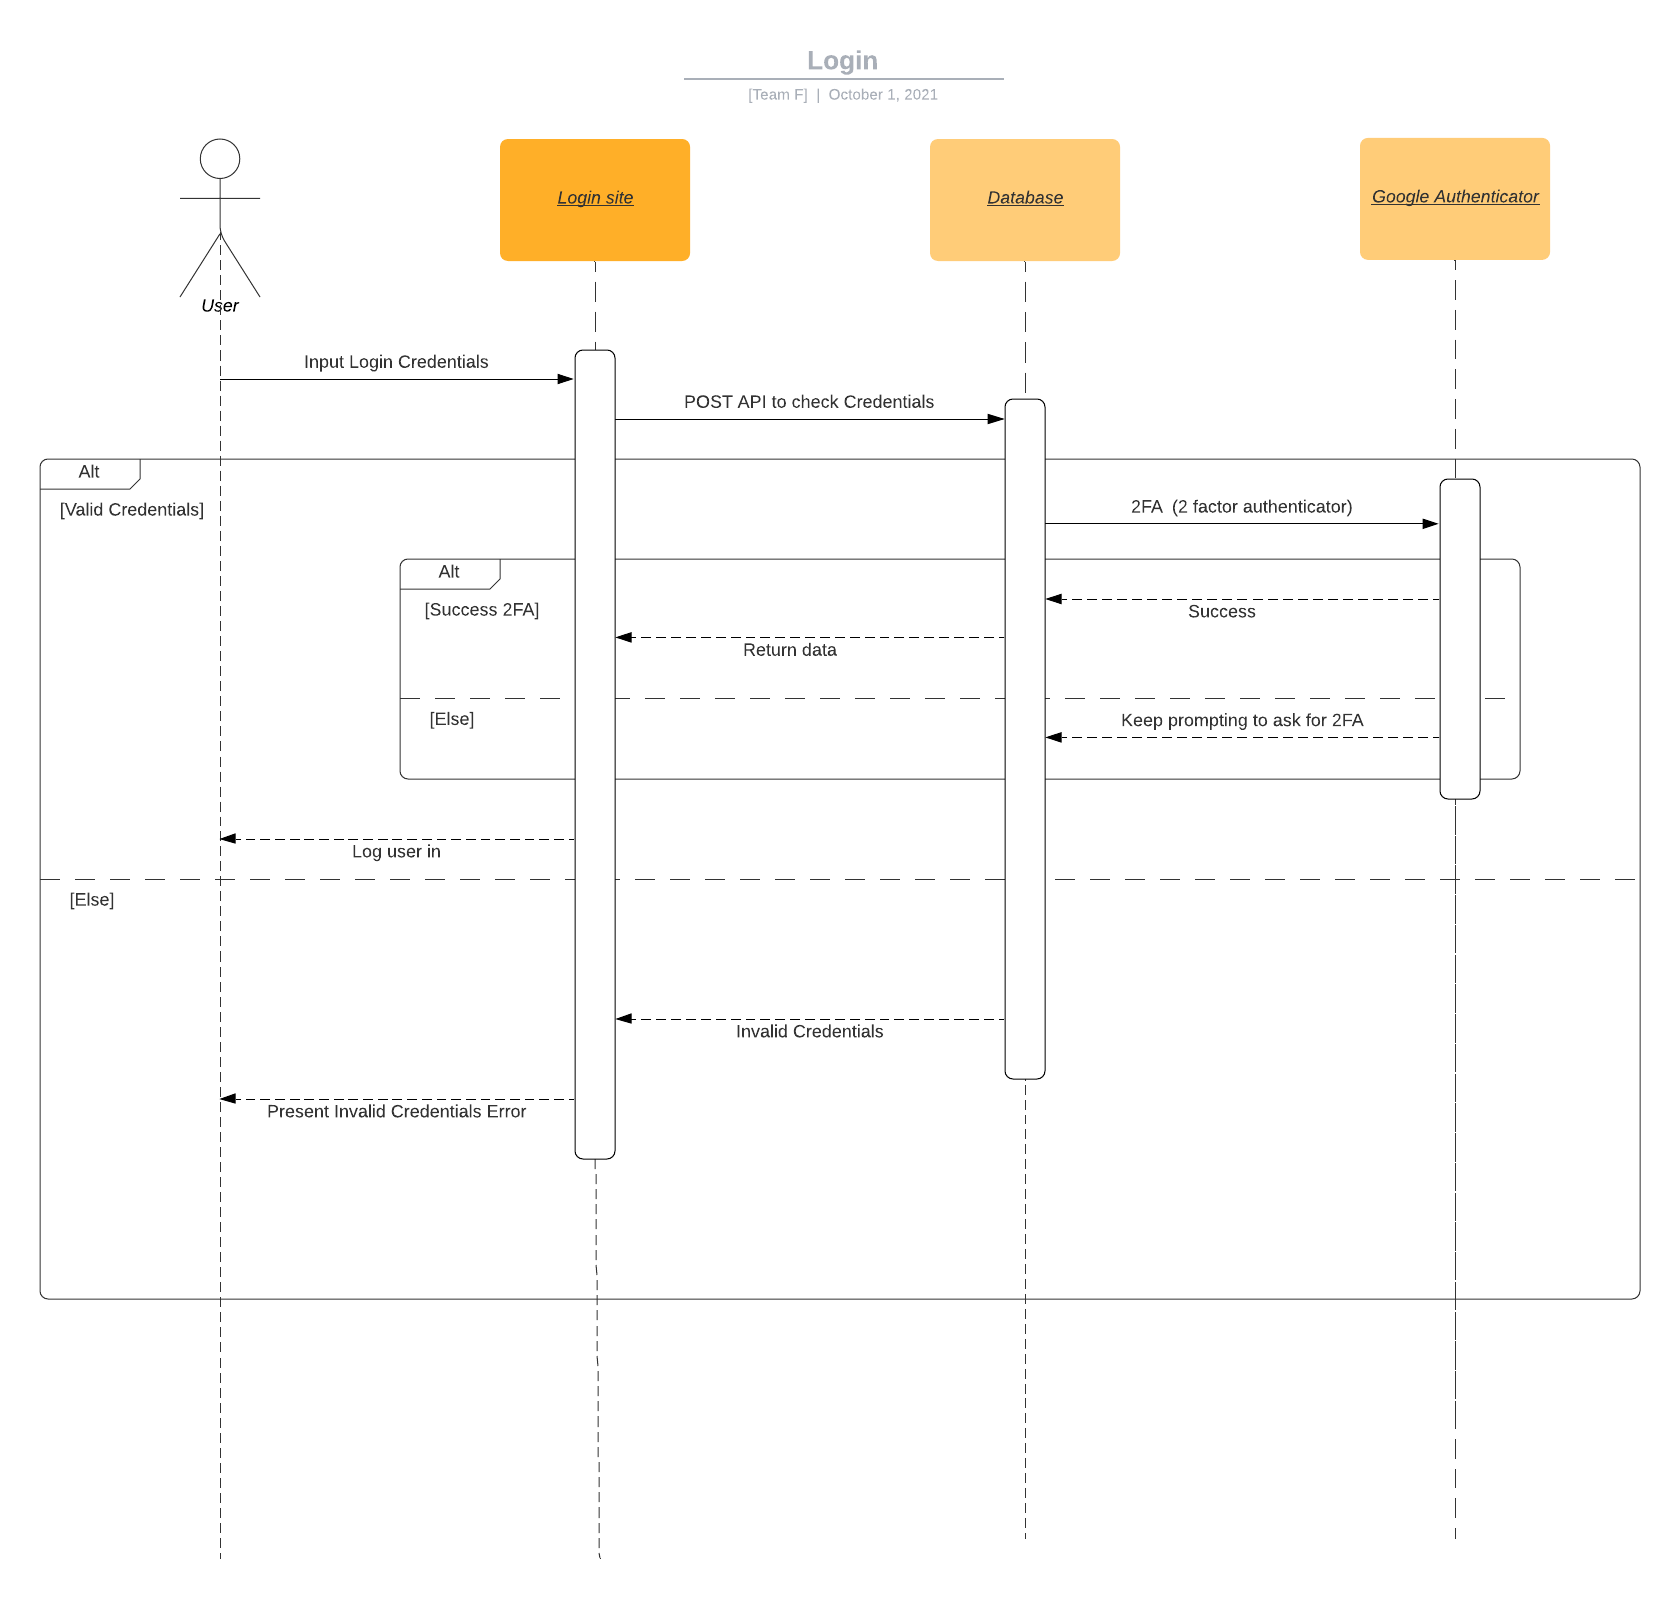 Login
[Team F] | October 1, 2021
User
Login site
Database
Google Authenticator
Input Login Credentials
POST API to check Credentials
Alt
[Valid Credentials]
2FA  (2 factor authenticator)
Alt
[Success 2FA]
Success
Return data
[Else]
Keep prompting to ask for 2FA
Log user in
[Else]
Invalid Credentials
Present Invalid Credentials Error